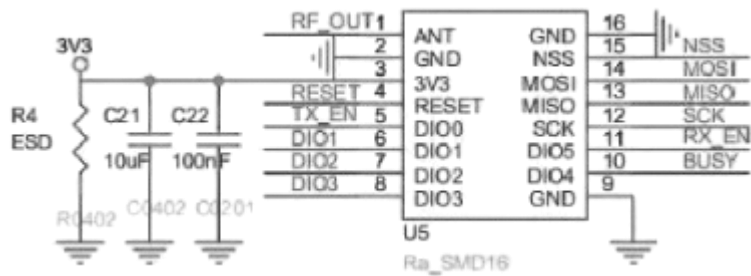 RF_OUT 1 ANT GND 16
3V3 2 GND NSS 15 NSS
3 3V3 MOSI 14 MOSI
RESET 4 RESET MISO 13 MISO
R4 C21 C22 TX_EN 5 DIO0 SCK 12 SCK
ESD DIO1 6 DIO1 DIO5 11 RX_EN
10uF 100nF DIO2 7 DIO2 DIO4 10 BUSY
DIO3 8 DIO3 GND 9
R0402 C0402 C0201 U5
Ra_SMD16